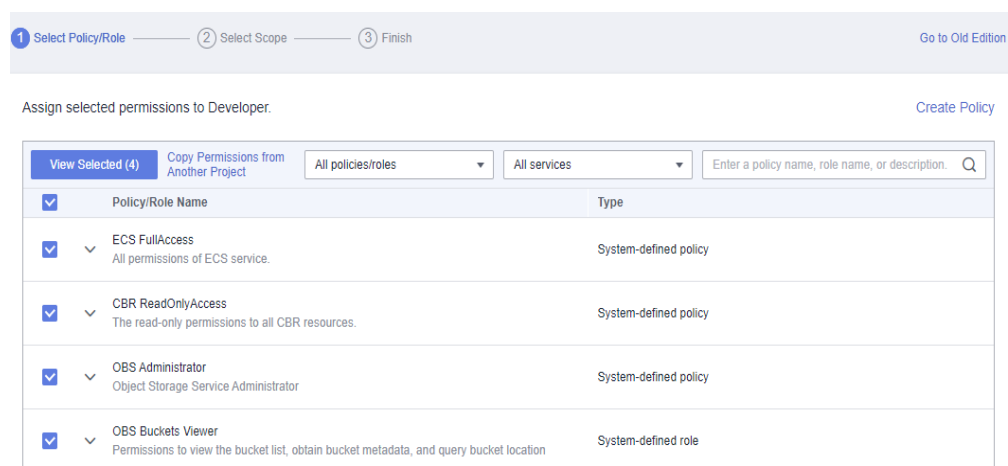 1 Select Policy/Role 2 Select Scope 3 Finish Go to Old Edition
Assign selected permissions to Developer. Create Policy
View Selected (4) Copy Permissions from Another Project All policies/roles All services Enter a policy name, role name, or description.
Policy/Role Name Type
ECS FullAccess
All permissions of ECS service.
System-defined policy
CBR ReadOnlyAccess
The read-only permissions to all CBR resources.
System-defined policy
OBS Administrator
Object Storage Service Administrator
System-defined policy
OBS Buckets Viewer
Permissions to view the bucket list, obtain bucket metadata, and query bucket location
System-defined role